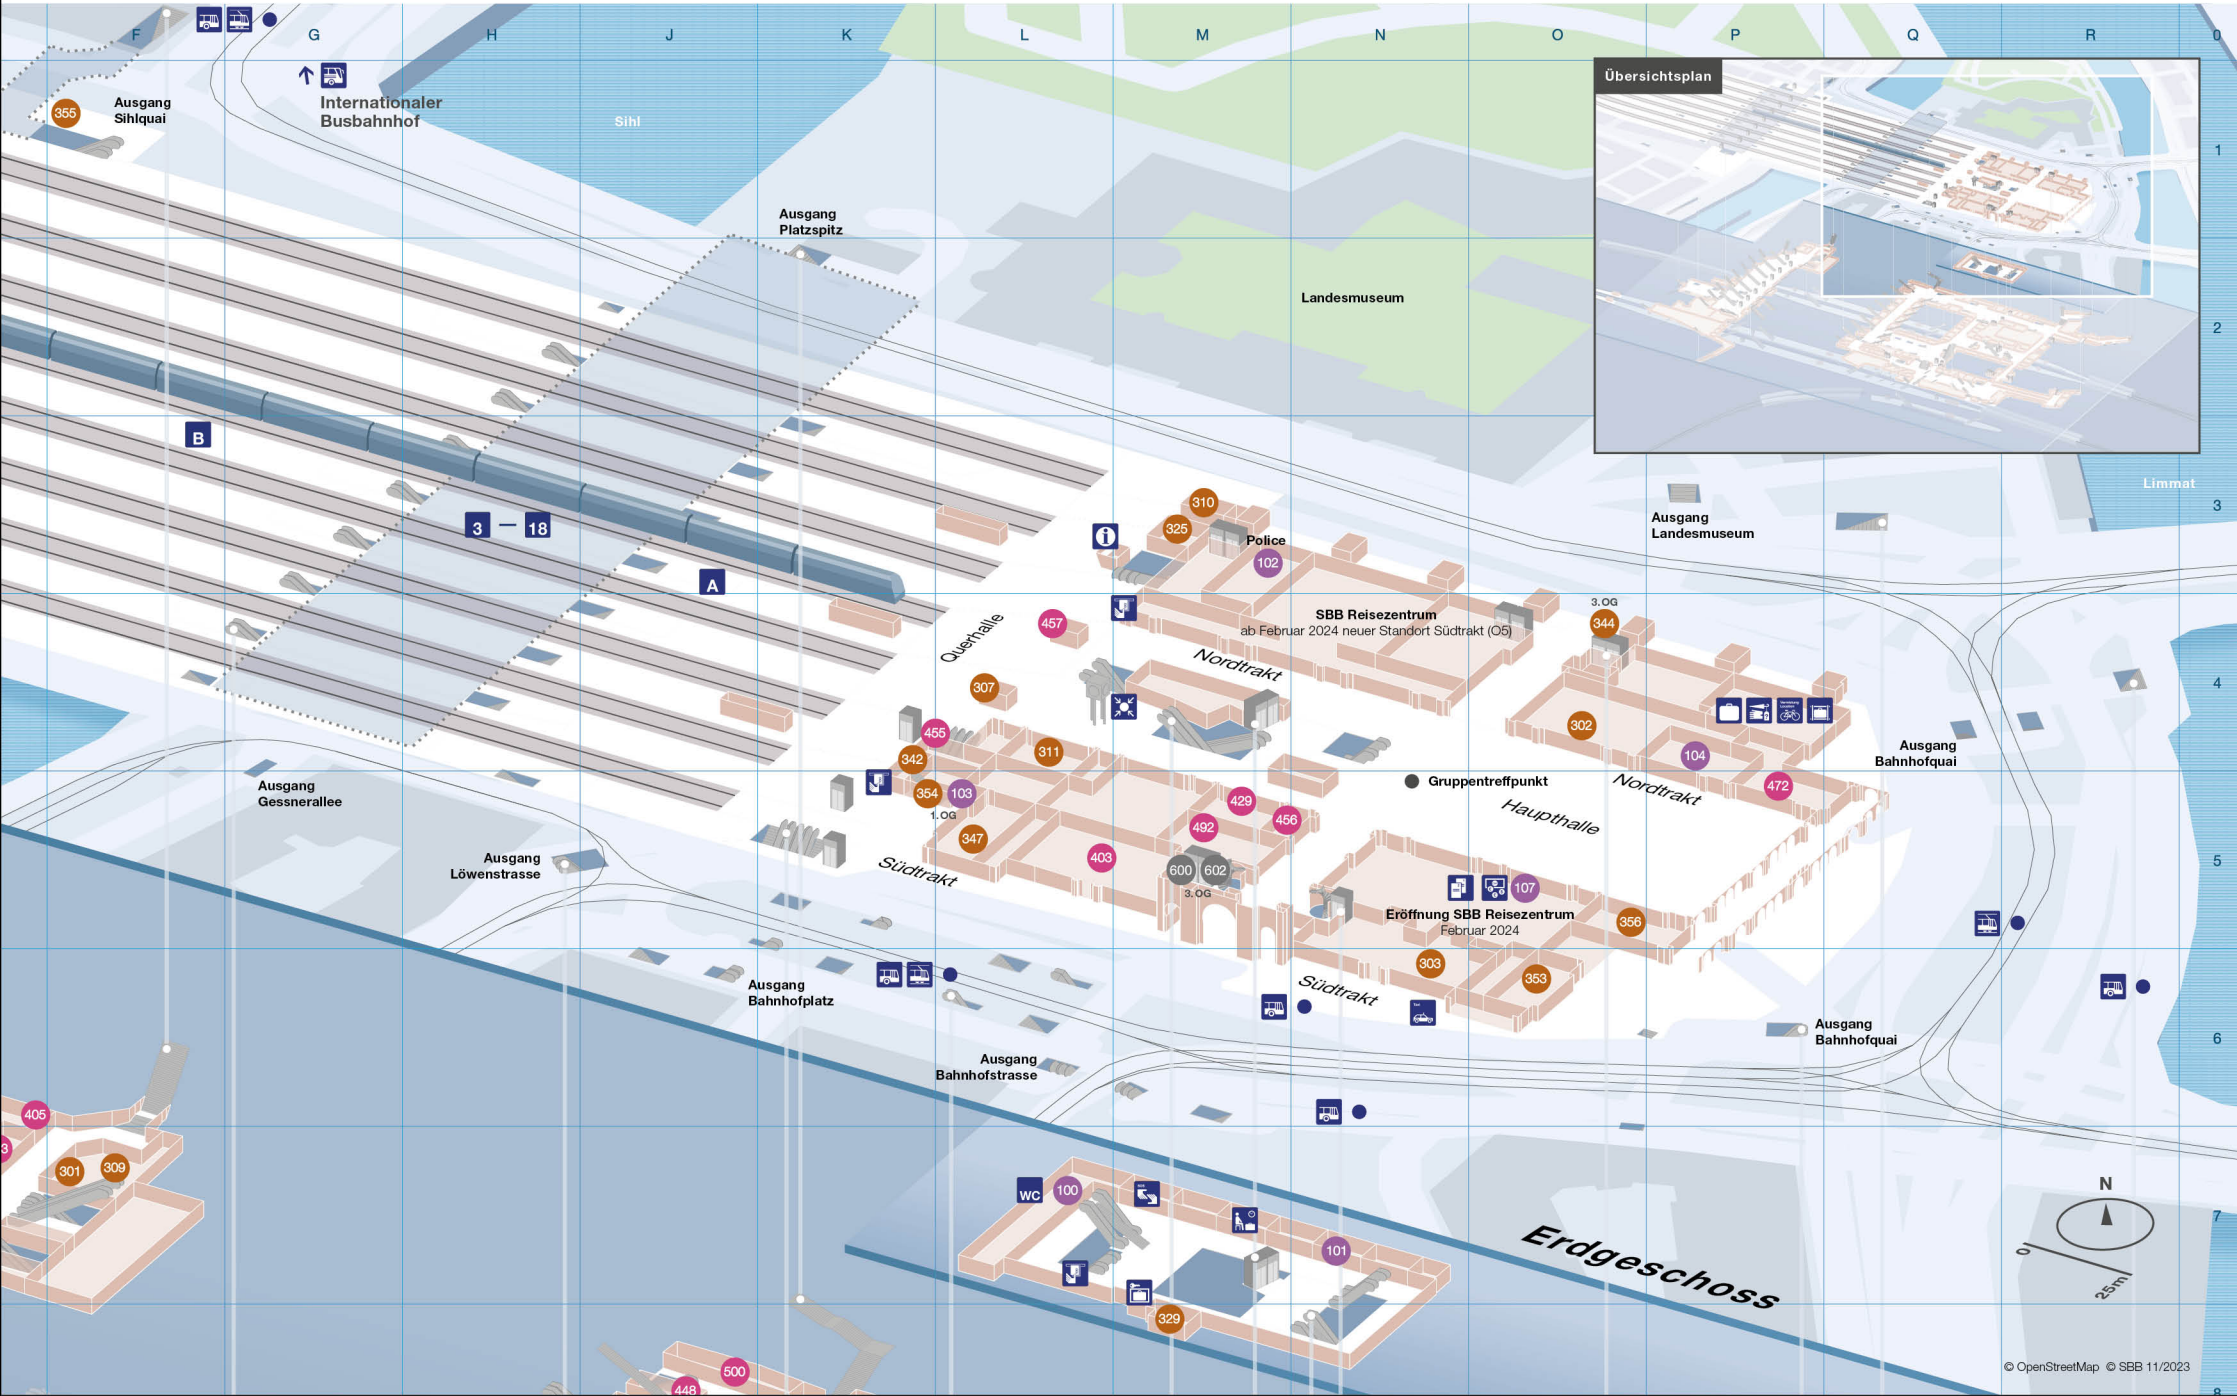 F G H J K L M N O P Q R 0
Internationaler
Busbahnhof
355
Ausgang
Sihlquai
Sihl
Übersichtsplan
1
Ausgang
Platzspitz
Landesmuseum
2
B
3 – 18
A
Limmat
3
Ausgang
Landesmuseum
310
325
Police
102
3.OG
344
SBB Reisezentrum
ab Februar 2024 neuer Standort Südtrakt (O5)
457
Querhalle
Nordtrakt
307
4
302
104
Ausgang
Bahnhofquai
455
342
311
354
103
1.OG
347
Gruppentreffpunkt
Nordtrakt
472
Haupthalle
Ausgang
Gessnerallee
429
456
492
403
600
602
3.OG
5
Ausgang
Löwenstrasse
Südtrakt
107
Eröffnung SBB Reisezentrum
Februar 2024
356
303
353
Südtrakt
Ausgang
Bahnhofplatz
Taxi
Ausgang
Bahnhofquai
6
Ausgang
Bahnhofstrasse
405
3
301
309
WC
100
101
329
Erdgeschoss
N
7
0
25m
500
448
© OpenStreetMap © SBB 11/2023
8